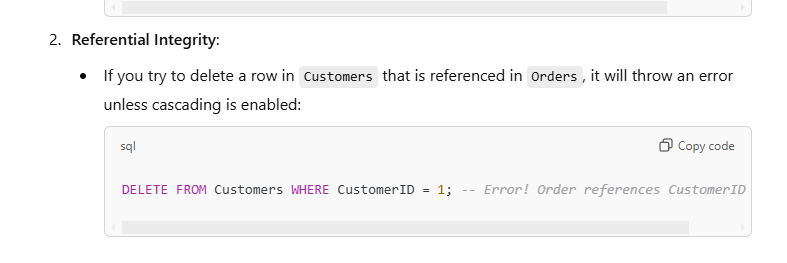 2. Referential Integrity:
• If you try to delete a row in Customers that is referenced in Orders, it will throw an error
unless cascading is enabled:
sql
Copy code
DELETE FROM Customers WHERE CustomerID = 1; -- Error! Order references CustomerID